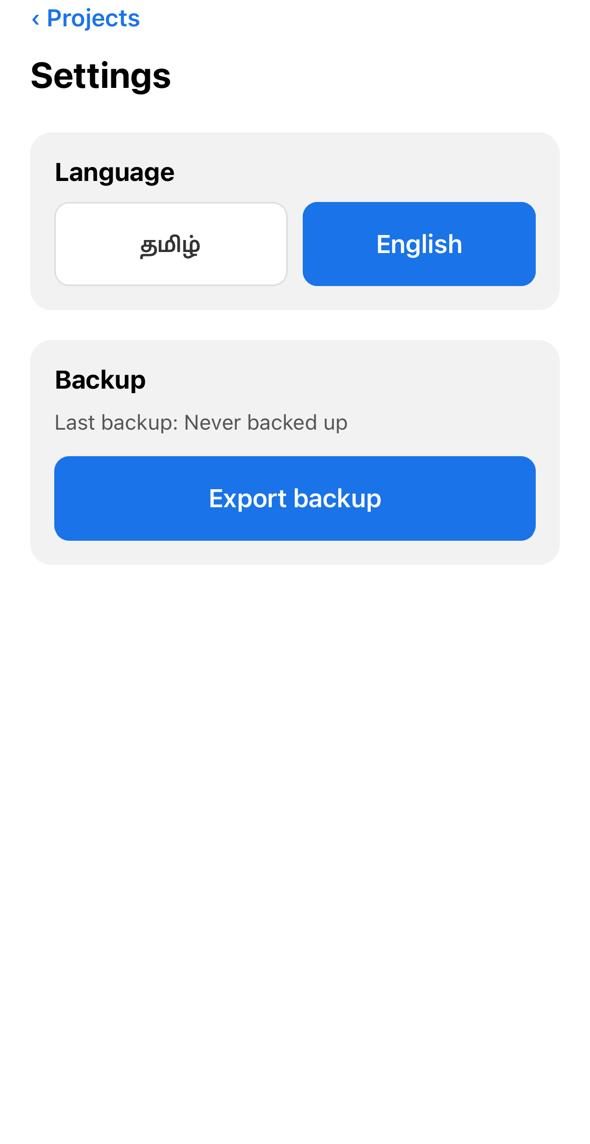 ‹ Projects
Settings
Language
தமிழ்
English
Backup
Last backup: Never backed up
Export backup